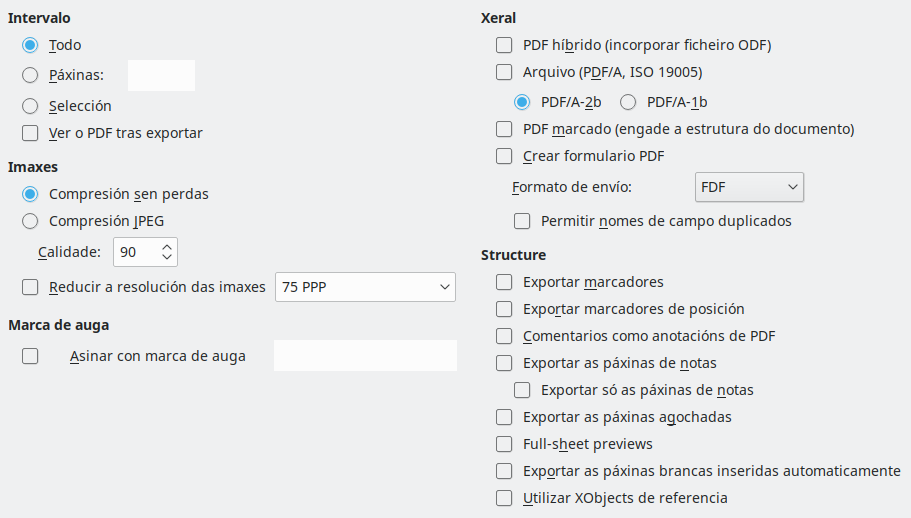 Intervalo
Todo
Páxinas:
Selección
Ver o PDF tras exportar
Imaxes
Compresión sen perdas
Compresión JPEG
Calidade: 90
Reducir a resolución das imaxes 75 PPP
Marca de auga
Asinar con marca de auga
Xeral
PDF híbrido (incorporar ficheiro ODF)
Arquivo (PDF/A, ISO 19005)
PDF/A-2b PDF/A-1b
PDF marcado (engade a estrutura do documento)
Crear formulario PDF
Formato de envío: FDF
Permitir nomes de campo duplicados
Structure
Exportar marcadores
Exportar marcadores de posición
Comentarios como anotacións de PDF
Exportar as páxinas de notas
Exportar só as páxinas de notas
Exportar as páxinas agochadas
Full-sheet previews
Exportar as páxinas brancas inseridas automaticamente
Utilizar XObjects de referencia